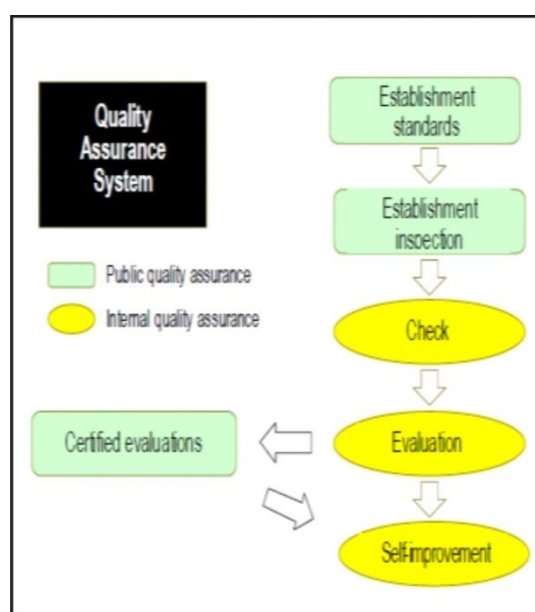 Quality
Assurance
System
Public quality assurance
Internal quality assurance
Establishment
standards
Establishment
inspection
Check
Evaluation
Certified evaluations
Self-improvement